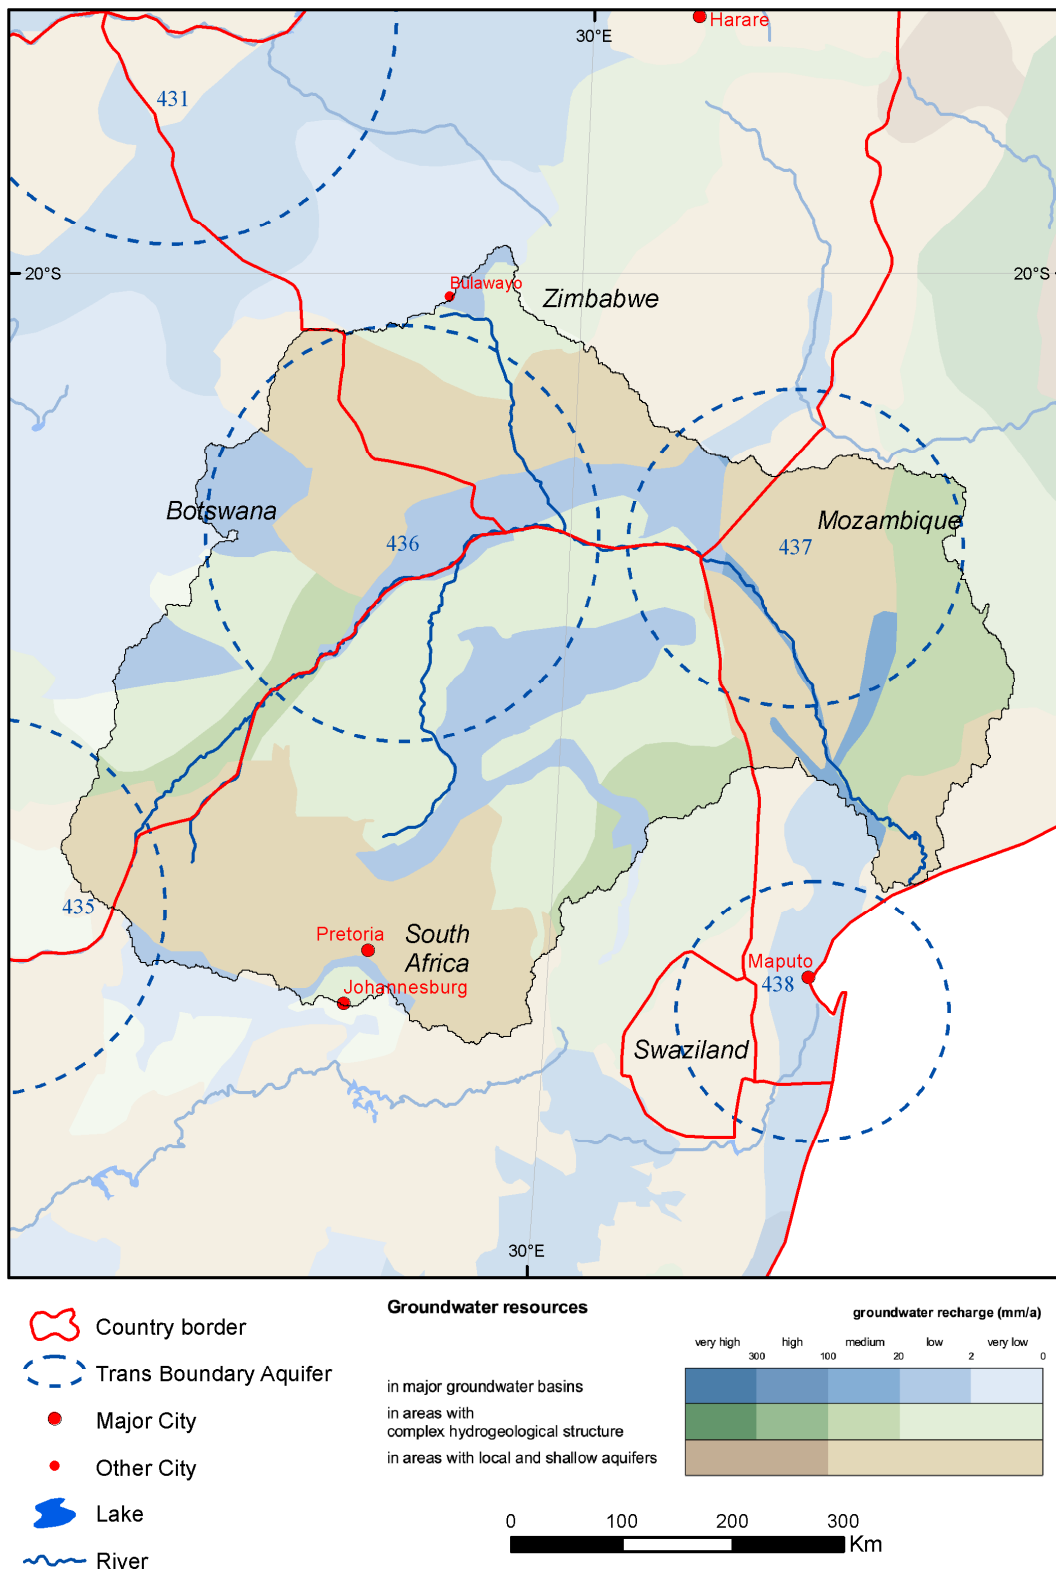 Harare
30°E
431
20°S
20°S
Bulawayo
Zimbabwe
Botswana
Mozambique
436
437
435
Pretoria
South
Africa
Maputo
438
Johannesburg
Swaziland
30°E
Country border
Trans Boundary Aquifer
Major City
Other City
Lake
River
Groundwater resources
groundwater recharge (mm/a)
very high high medium low very low
300 100 20 2 0
in major groundwater basins
in areas with
complex hydrogeological structure
in areas with local and shallow aquifers
0 100 200 300
Km